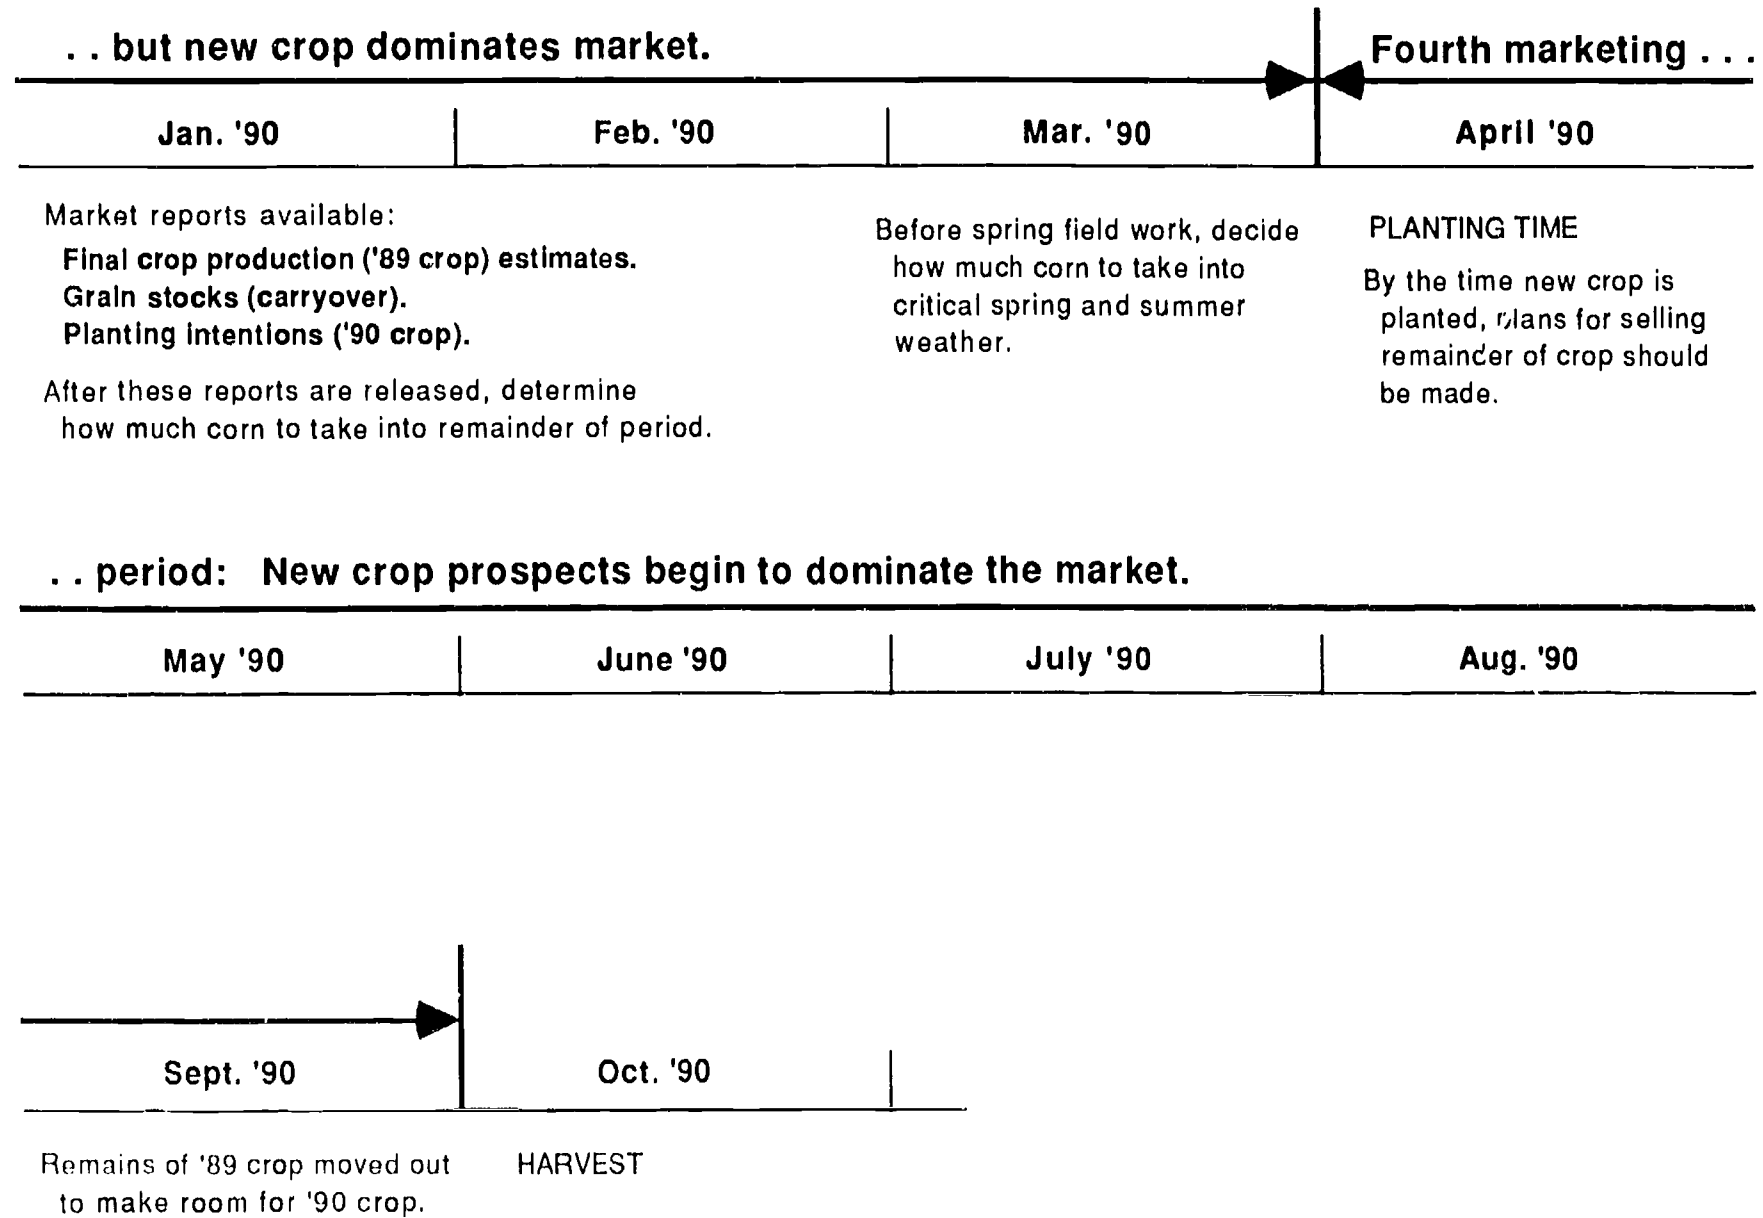 . . but new crop dominates market.
Fourth marketing . . .
Jan. '90
Feb. '90
Mar. '90
April '90
Market reports available:
Final crop production ('89 crop) estimates.
Grain stocks (carryover).
Planting intentions ('90 crop).
After these reports are released, determine
how much corn to take into remainder of period.
Before spring field work, decide
how much corn to take into
critical spring and summer
weather.
PLANTING TIME
By the time new crop is
planted, plans for selling
remainder of crop should
be made.
. . period: New crop prospects begin to dominate the market.
May '90
June '90
July '90
Aug. '90
Sept. '90
Oct. '90
Remains of '89 crop moved out
to make room for '90 crop.
HARVEST